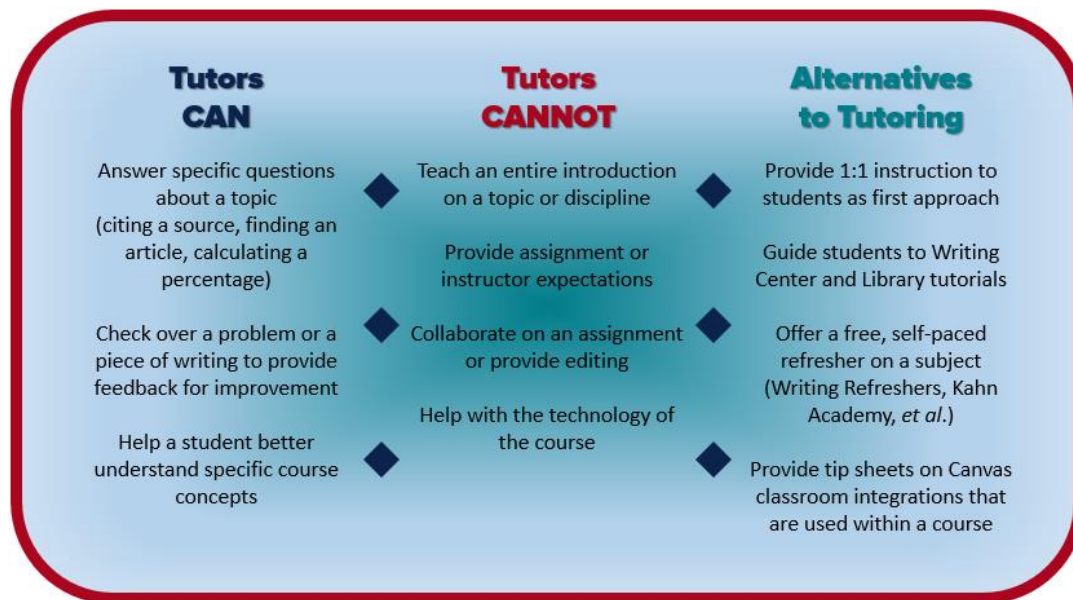 Tutors
CAN
Answer specific questions
about a topic
(citing a source, finding an
article, calculating a
percentage)
Check over a problem or a
piece of writing to provide
feedback for improvement
Help a student better
understand specific course
concepts
Tutors
CANNOT
Teach an entire introduction
on a topic or discipline
Provide assignment or
instructor expectations
Collaborate on an assignment
or provide editing
Help with the technology of
the course
Alternatives
to Tutoring
Provide 1:1 instruction to
students as first approach
Guide students to Writing
Center and Library tutorials
Offer a free, self-paced
refresher on a subject
(Writing Refreshers, Kahn
Academy, et al.)
Provide tip sheets on Canvas
classroom integrations that
are used within a course